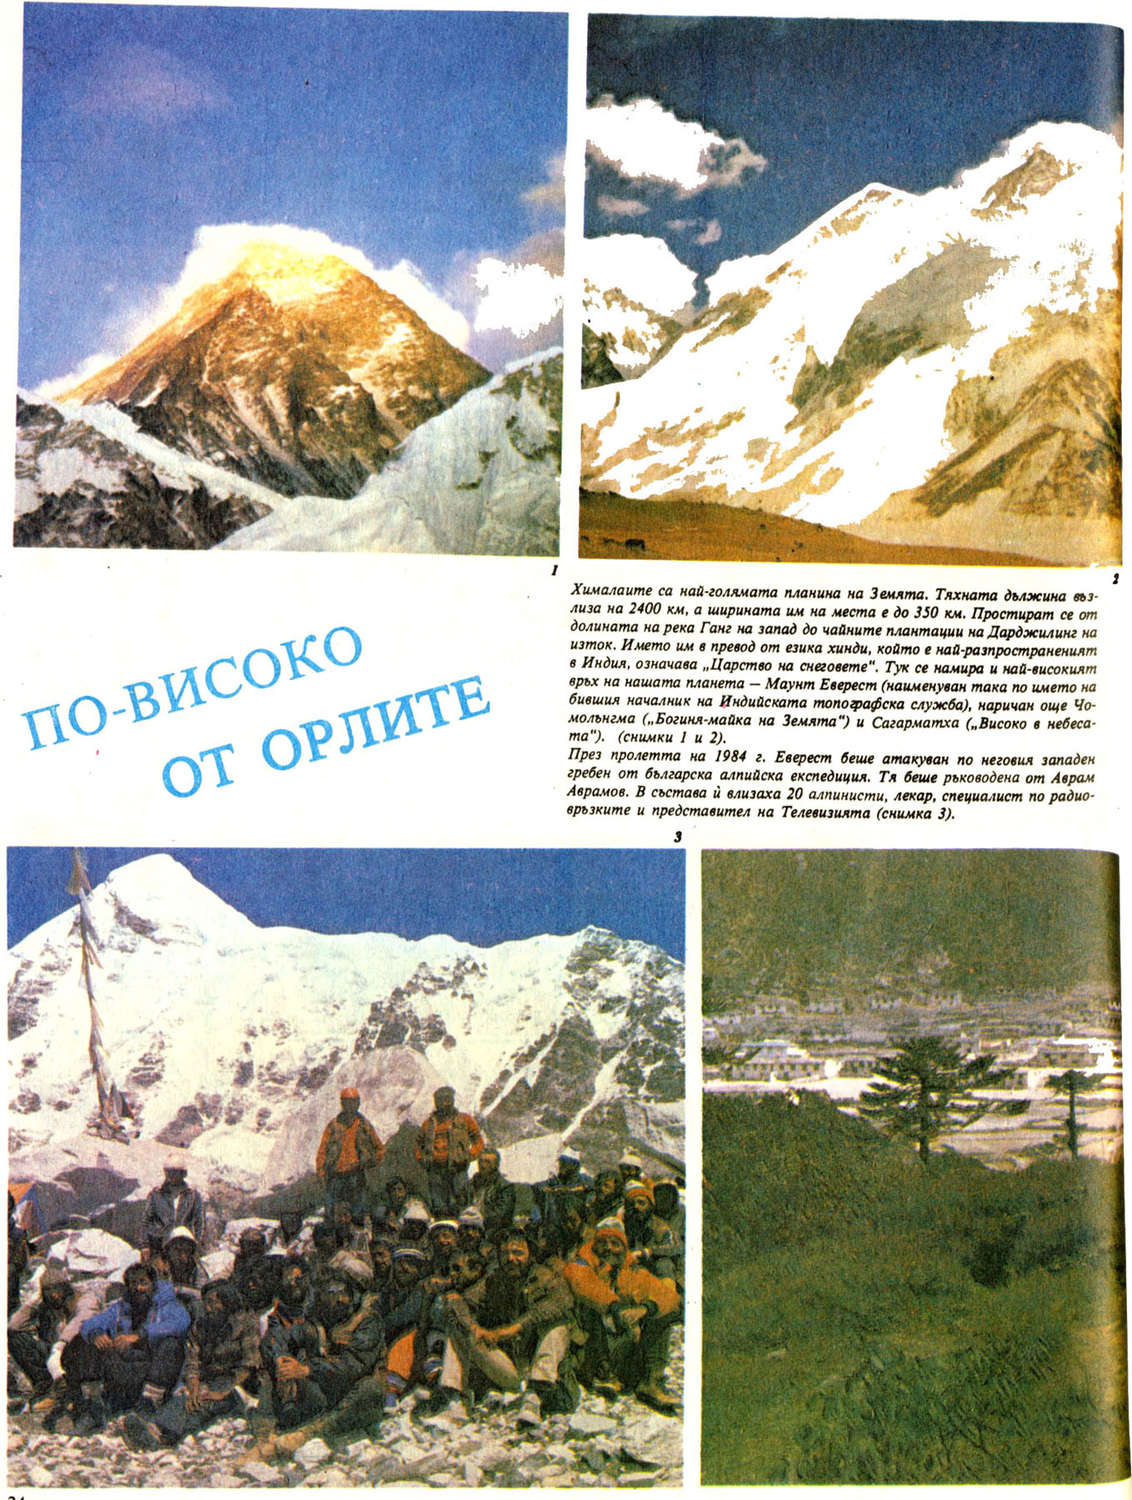 1
2
Хималаите са най-голямата планина на Земята. Тяхната дължина въз-
лиза на 2400 км, а ширината им на места е до 350 км. Простират се от
долината на река Ганг на запад до чайните плантации на Дарджилинг на
изток. Името им в превод от езика хинди, който е най-разпространеният
в Индия, означава „Царство на снеговете". Тук се намира и най-високият
връх на нашата планета — Маунт Еверест (наименуван така по името на
бившия началник на Индийската топографска служба), наричан още Чо-
молънгма („Богиня-майка на Земята") и Сагарматха („Високо в небеса-
та"). (снимки 1 и 2).
През пролетта на 1984 г. Еверест беше атакуван по неговия западен
гребен от българска алпийска експедиция. Тя беше ръководена от Аврам
Аврамов. В състава ѝ влизаха 20 алпинисти, лекар, специалист по радио-
връзките и представител на Телевизията (снимка 3).
ПО-ВИСОКО
ОТ ОРЛИТЕ
3